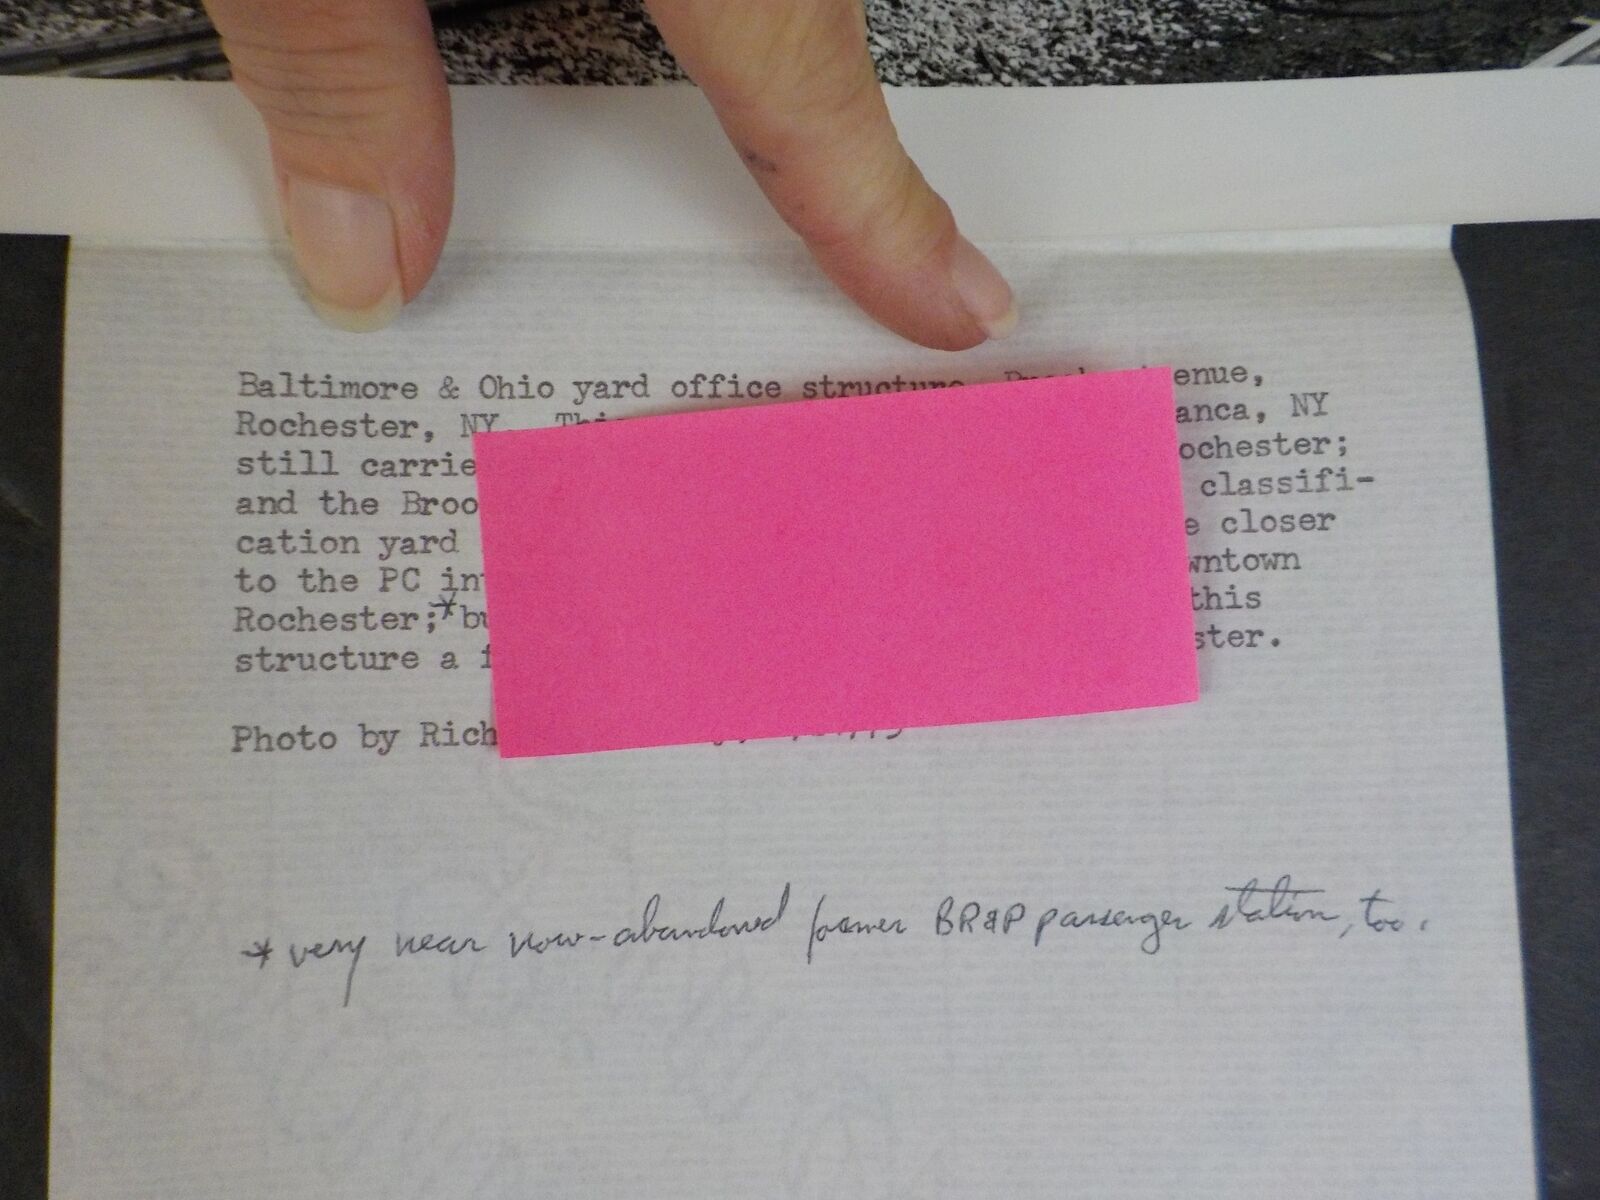 Baltimore & Ohio yard office structure, enue,
Rochester, NY. anca, NY
still carrie ochester;
and the Broo classifi-
cation yard e closer
to the PC in wntown
Rochester;* bu this
structure a f ster.
Photo by Rich
* very near now-abandoned former BR&P passenger station, too.